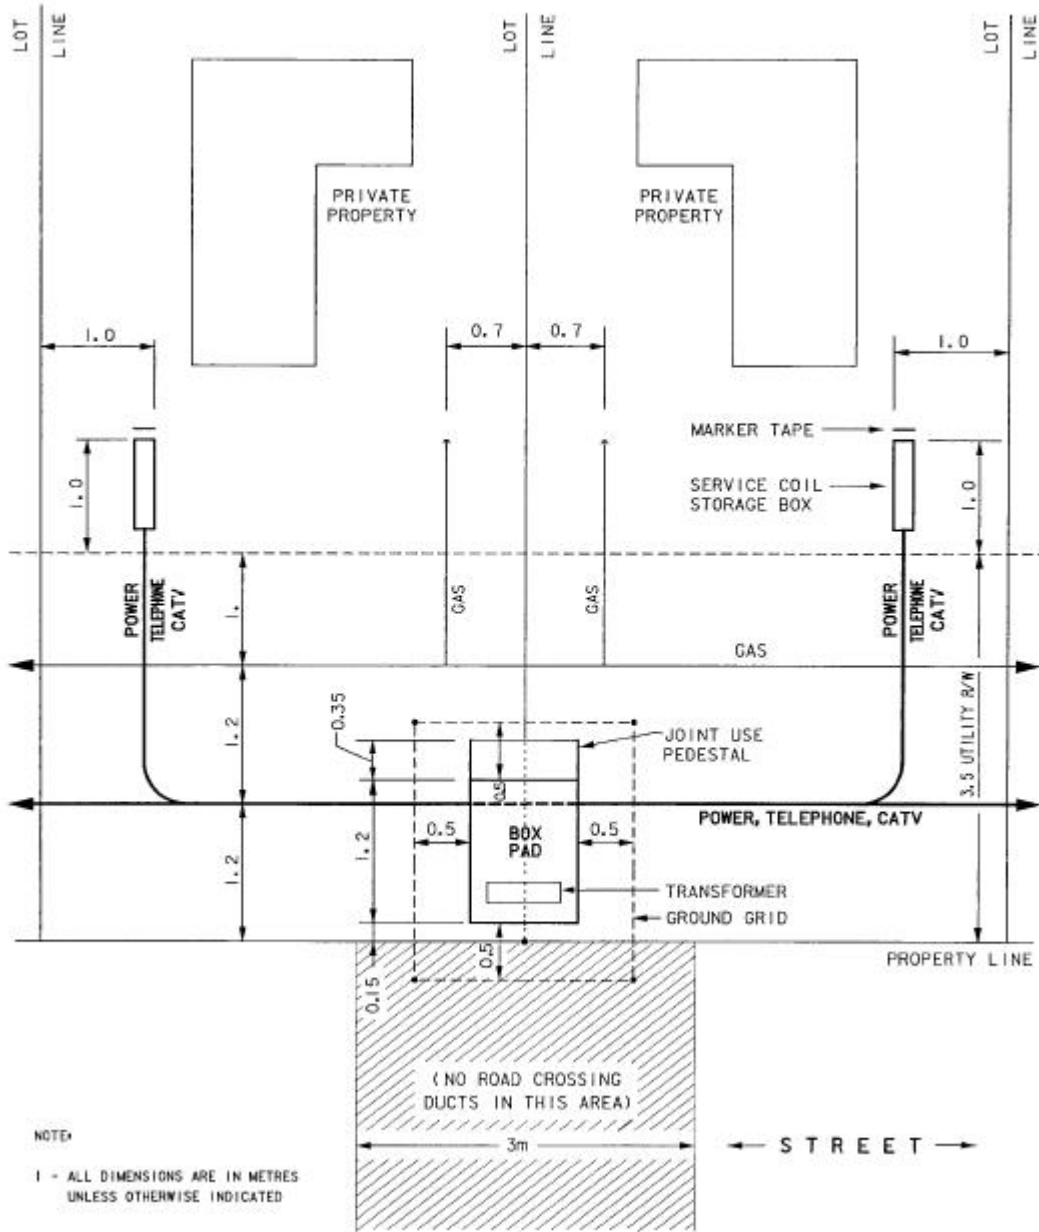 LOT
LINE
LOT
LINE
LOT
LINE
PRIVATE
PROPERTY
PRIVATE
PROPERTY
1.0
0.7
0.7
1.0
MARKER TAPE
SERVICE COIL
STORAGE BOX
1.0
1.0
POWER
TELEPHONE
CATV
1.
GAS
GAS
POWER
TELEPHONE
CATV
GAS
1.2
0.35
JOINT USE
PEDESTAL
3.5 UTILITY R/W
0.5
POWER, TELEPHONE, CATV
1.2
1.2
0.5
BOX
PAD
0.5
TRANSFORMER
GROUND GRID
0.5
0.15
PROPERTY LINE
(NO ROAD CROSSING
DUCTS IN THIS AREA)
3m
STREET
NOTE:
1 - ALL DIMENSIONS ARE IN METRES
UNLESS OTHERWISE INDICATED